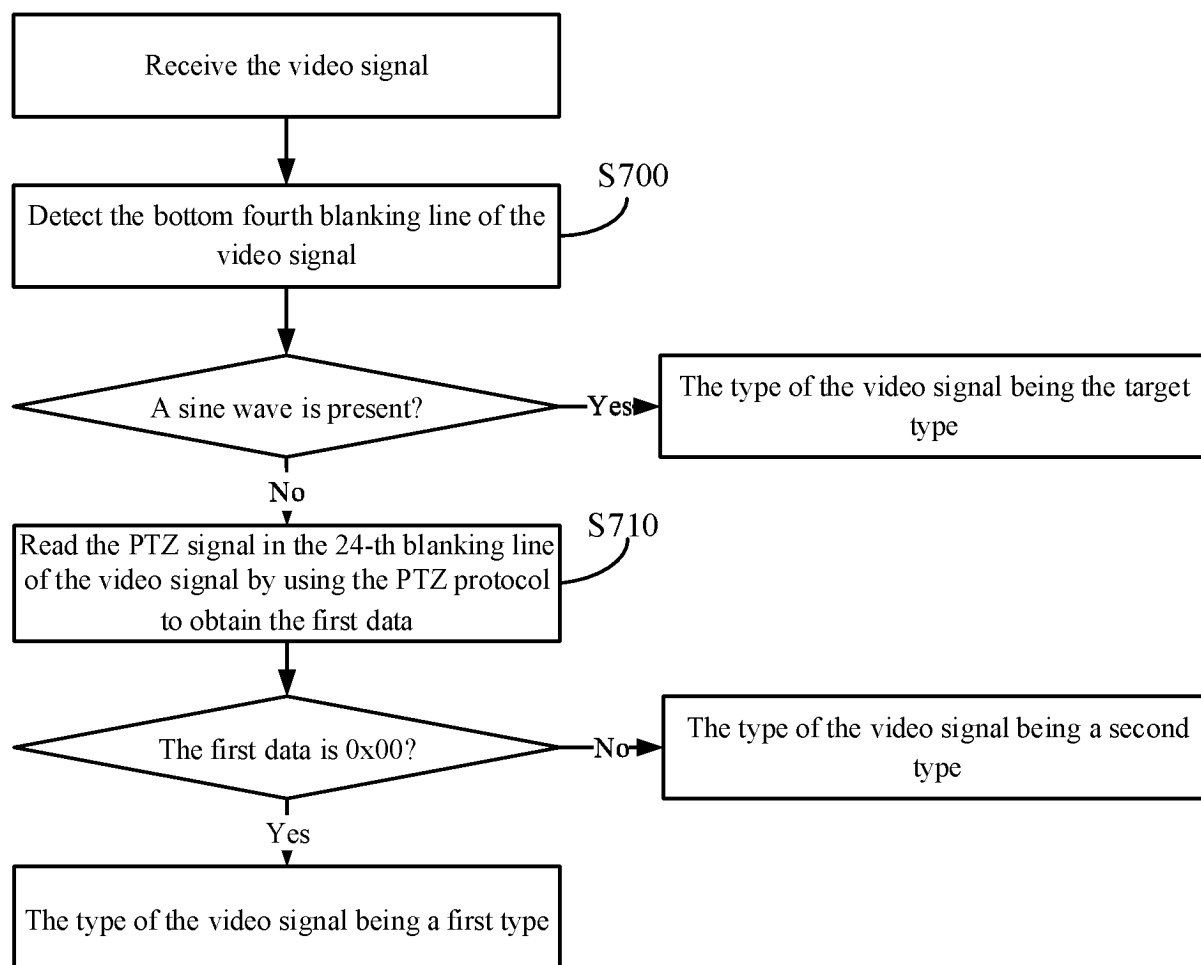 Receive the video signal
S700
Detect the bottom fourth blanking line of the
video signal
A sine wave is present?
Yes
The type of the video signal being the target
type
No
S710
Read the PTZ signal in the 24-th blanking line
of the video signal by using the PTZ protocol
to obtain the first data
The first data is 0x00?
No
The type of the video signal being a second
type
Yes
The type of the video signal being a first type